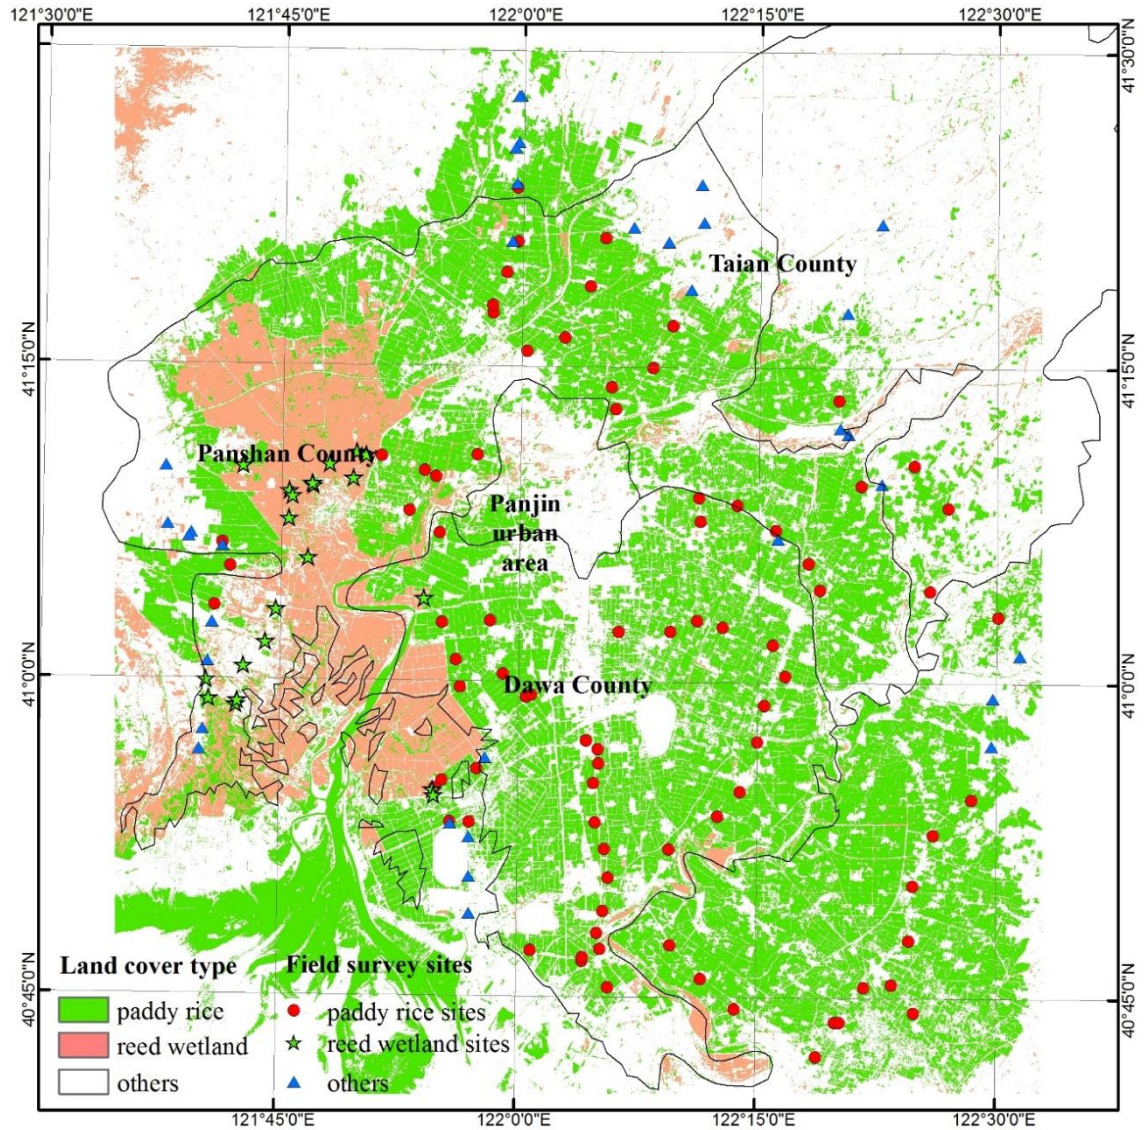 121°30'0"E 121°45'0"E 122°0'0"E 122°15'0"E 122°30'0"E
41°30'0"N
41°30'0"N
Taian County
41°15'0"N
41°15'0"N
Panshan County
Panjin
urban
area
41°0'0"N
41°0'0"N
Dawa County
Land cover type
paddy rice
reed wetland
others
Field survey sites
paddy rice sites
reed wetland sites
others
40°45'0"N
40°45'0"N
121°45'0"E 122°0'0"E 122°15'0"E 122°30'0"E